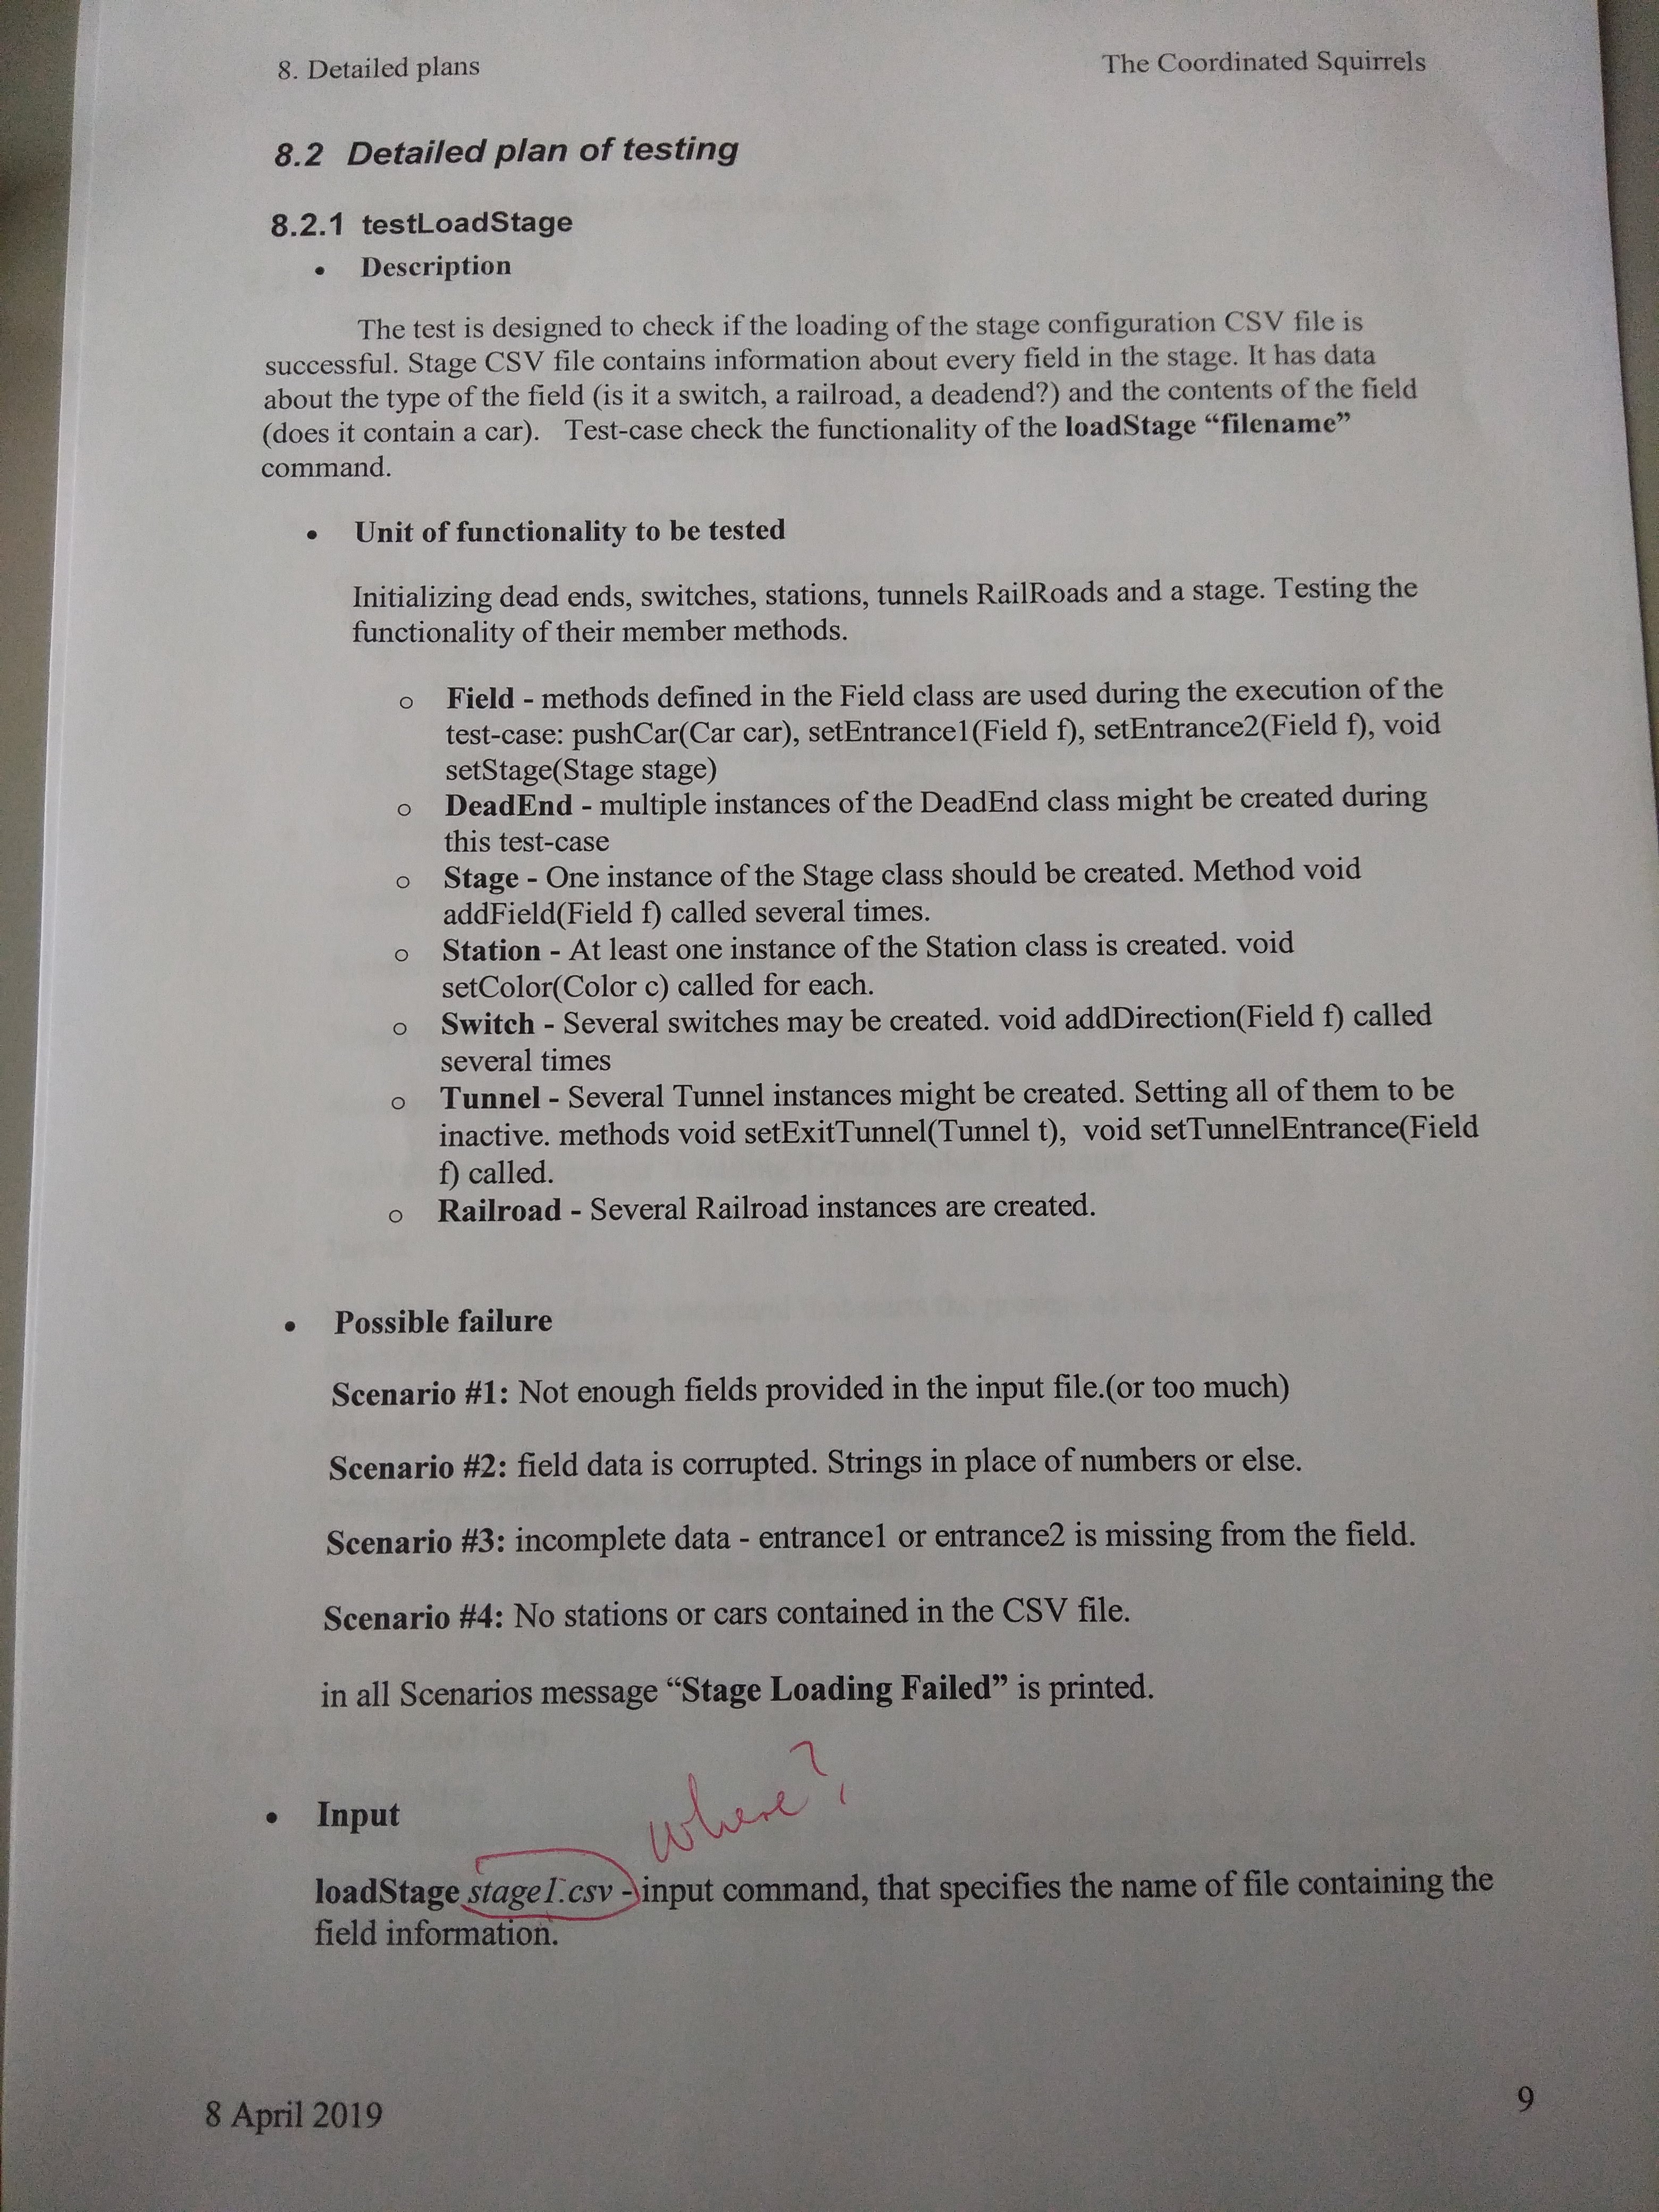 8. Detailed plans
The Coordinated Squirrels
8.2 Detailed plan of testing
8.2.1 testLoadStage
• Description
The test is designed to check if the loading of the stage configuration CSV file is
successful. Stage CSV file contains information about every field in the stage. It has data
about the type of the field (is it a switch, a railroad, a deadend?) and the contents of the field
(does it contain a car). Test-case check the functionality of the loadStage “filename”
command.
• Unit of functionality to be tested
Initializing dead ends, switches, stations, tunnels RailRoads and a stage. Testing the
functionality of their member methods.
o Field - methods defined in the Field class are used during the execution of the
test-case: pushCar(Car car), setEntrance1(Field f), setEntrance2(Field f), void
setStage(Stage stage)
o DeadEnd - multiple instances of the DeadEnd class might be created during
this test-case
o Stage - One instance of the Stage class should be created. Method void
addField(Field f) called several times.
o Station - At least one instance of the Station class is created. void
setColor(Color c) called for each.
o Switch - Several switches may be created. void addDirection(Field f) called
several times
o Tunnel - Several Tunnel instances might be created. Setting all of them to be
inactive. methods void setExitTunnel(Tunnel t), void setTunnelEntrance(Field
f) called.
o Railroad - Several Railroad instances are created.
• Possible failure
Scenario #1: Not enough fields provided in the input file.(or too much)
Scenario #2: field data is corrupted. Strings in place of numbers or else.
Scenario #3: incomplete data - entrance1 or entrance2 is missing from the field.
Scenario #4: No stations or cars contained in the CSV file.
in all Scenarios message “Stage Loading Failed” is printed.
where?
• Input
loadStage stage1.csv - input command, that specifies the name of file containing the
field information.
8 April 2019
9